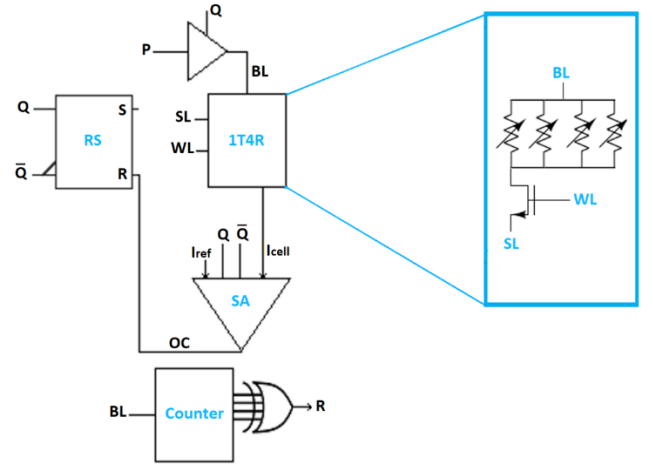 Q
P
BL
Q
S
RS
Q̅
R
SL
1T4R
WL
BL
WL
SL
Iref
Q
Q̅
Icell
SA
OC
BL
Counter
R